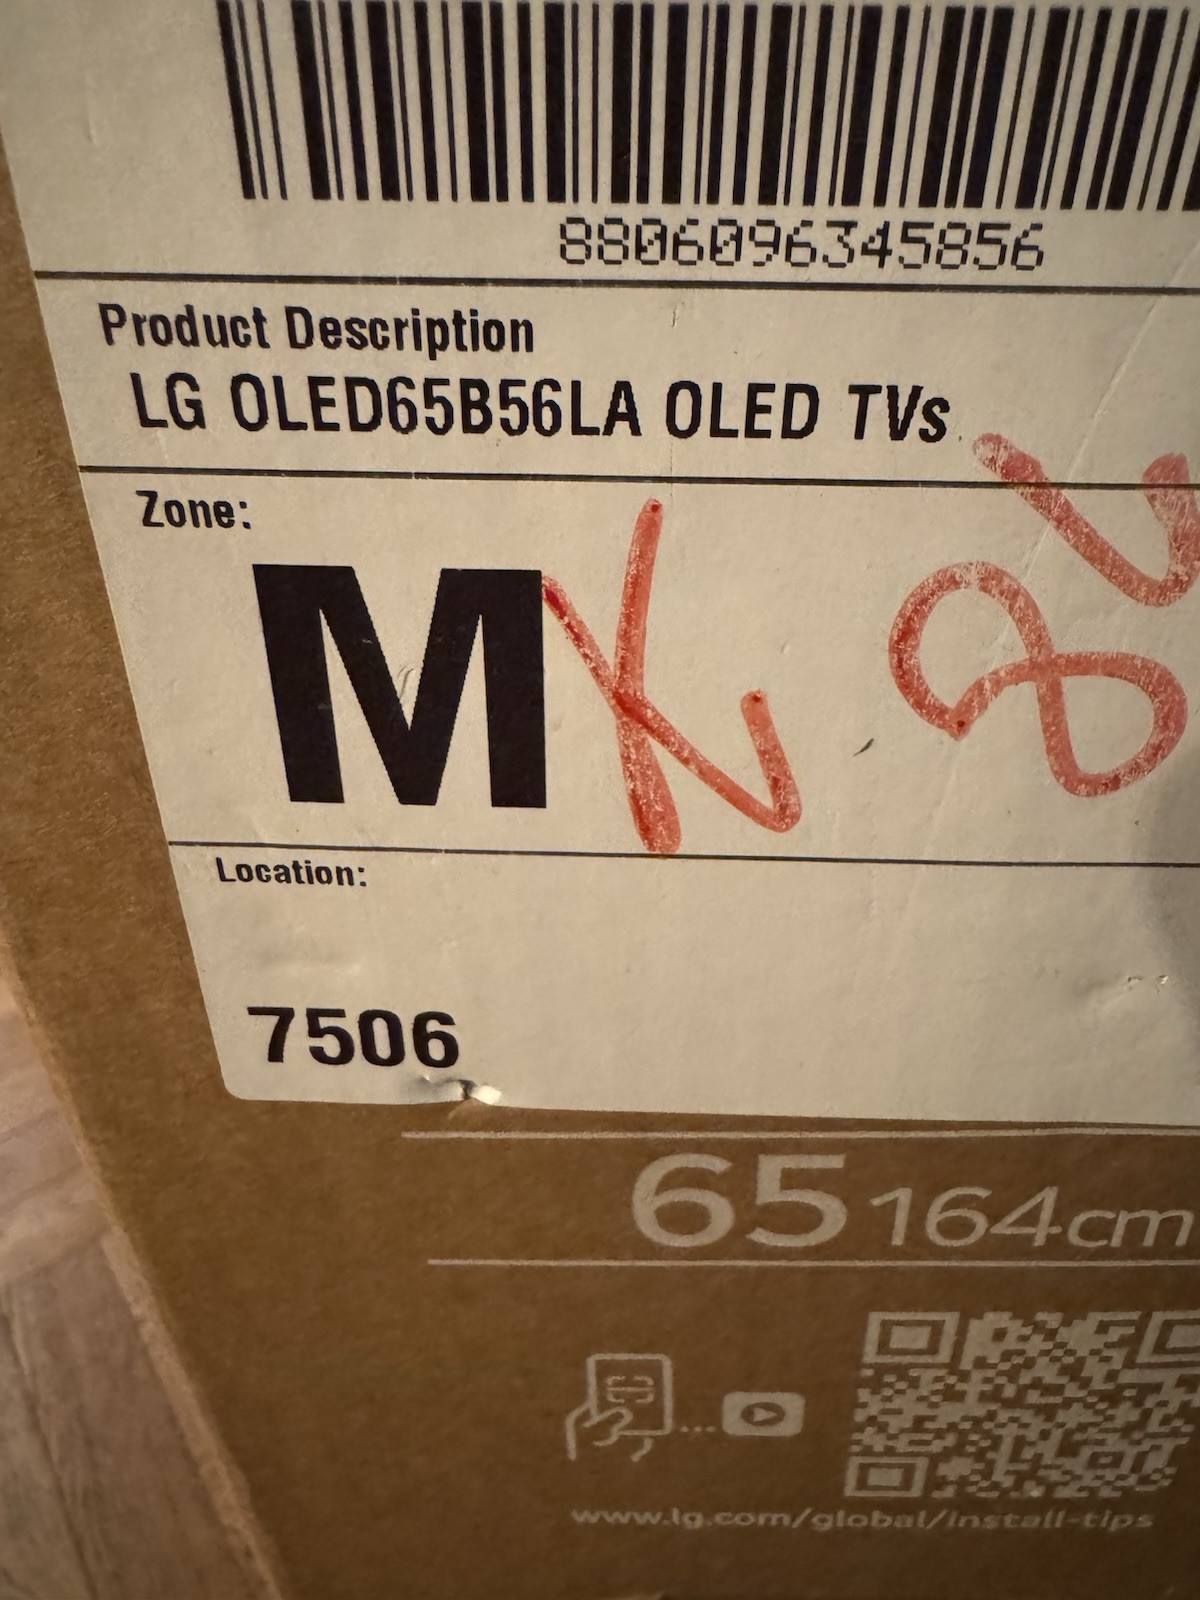 8806096345856
Product Description
LG OLED65B56LA OLED TVs
Zone:
M
Location:
7506
65 164cm
www.lg.com/global/install-tips